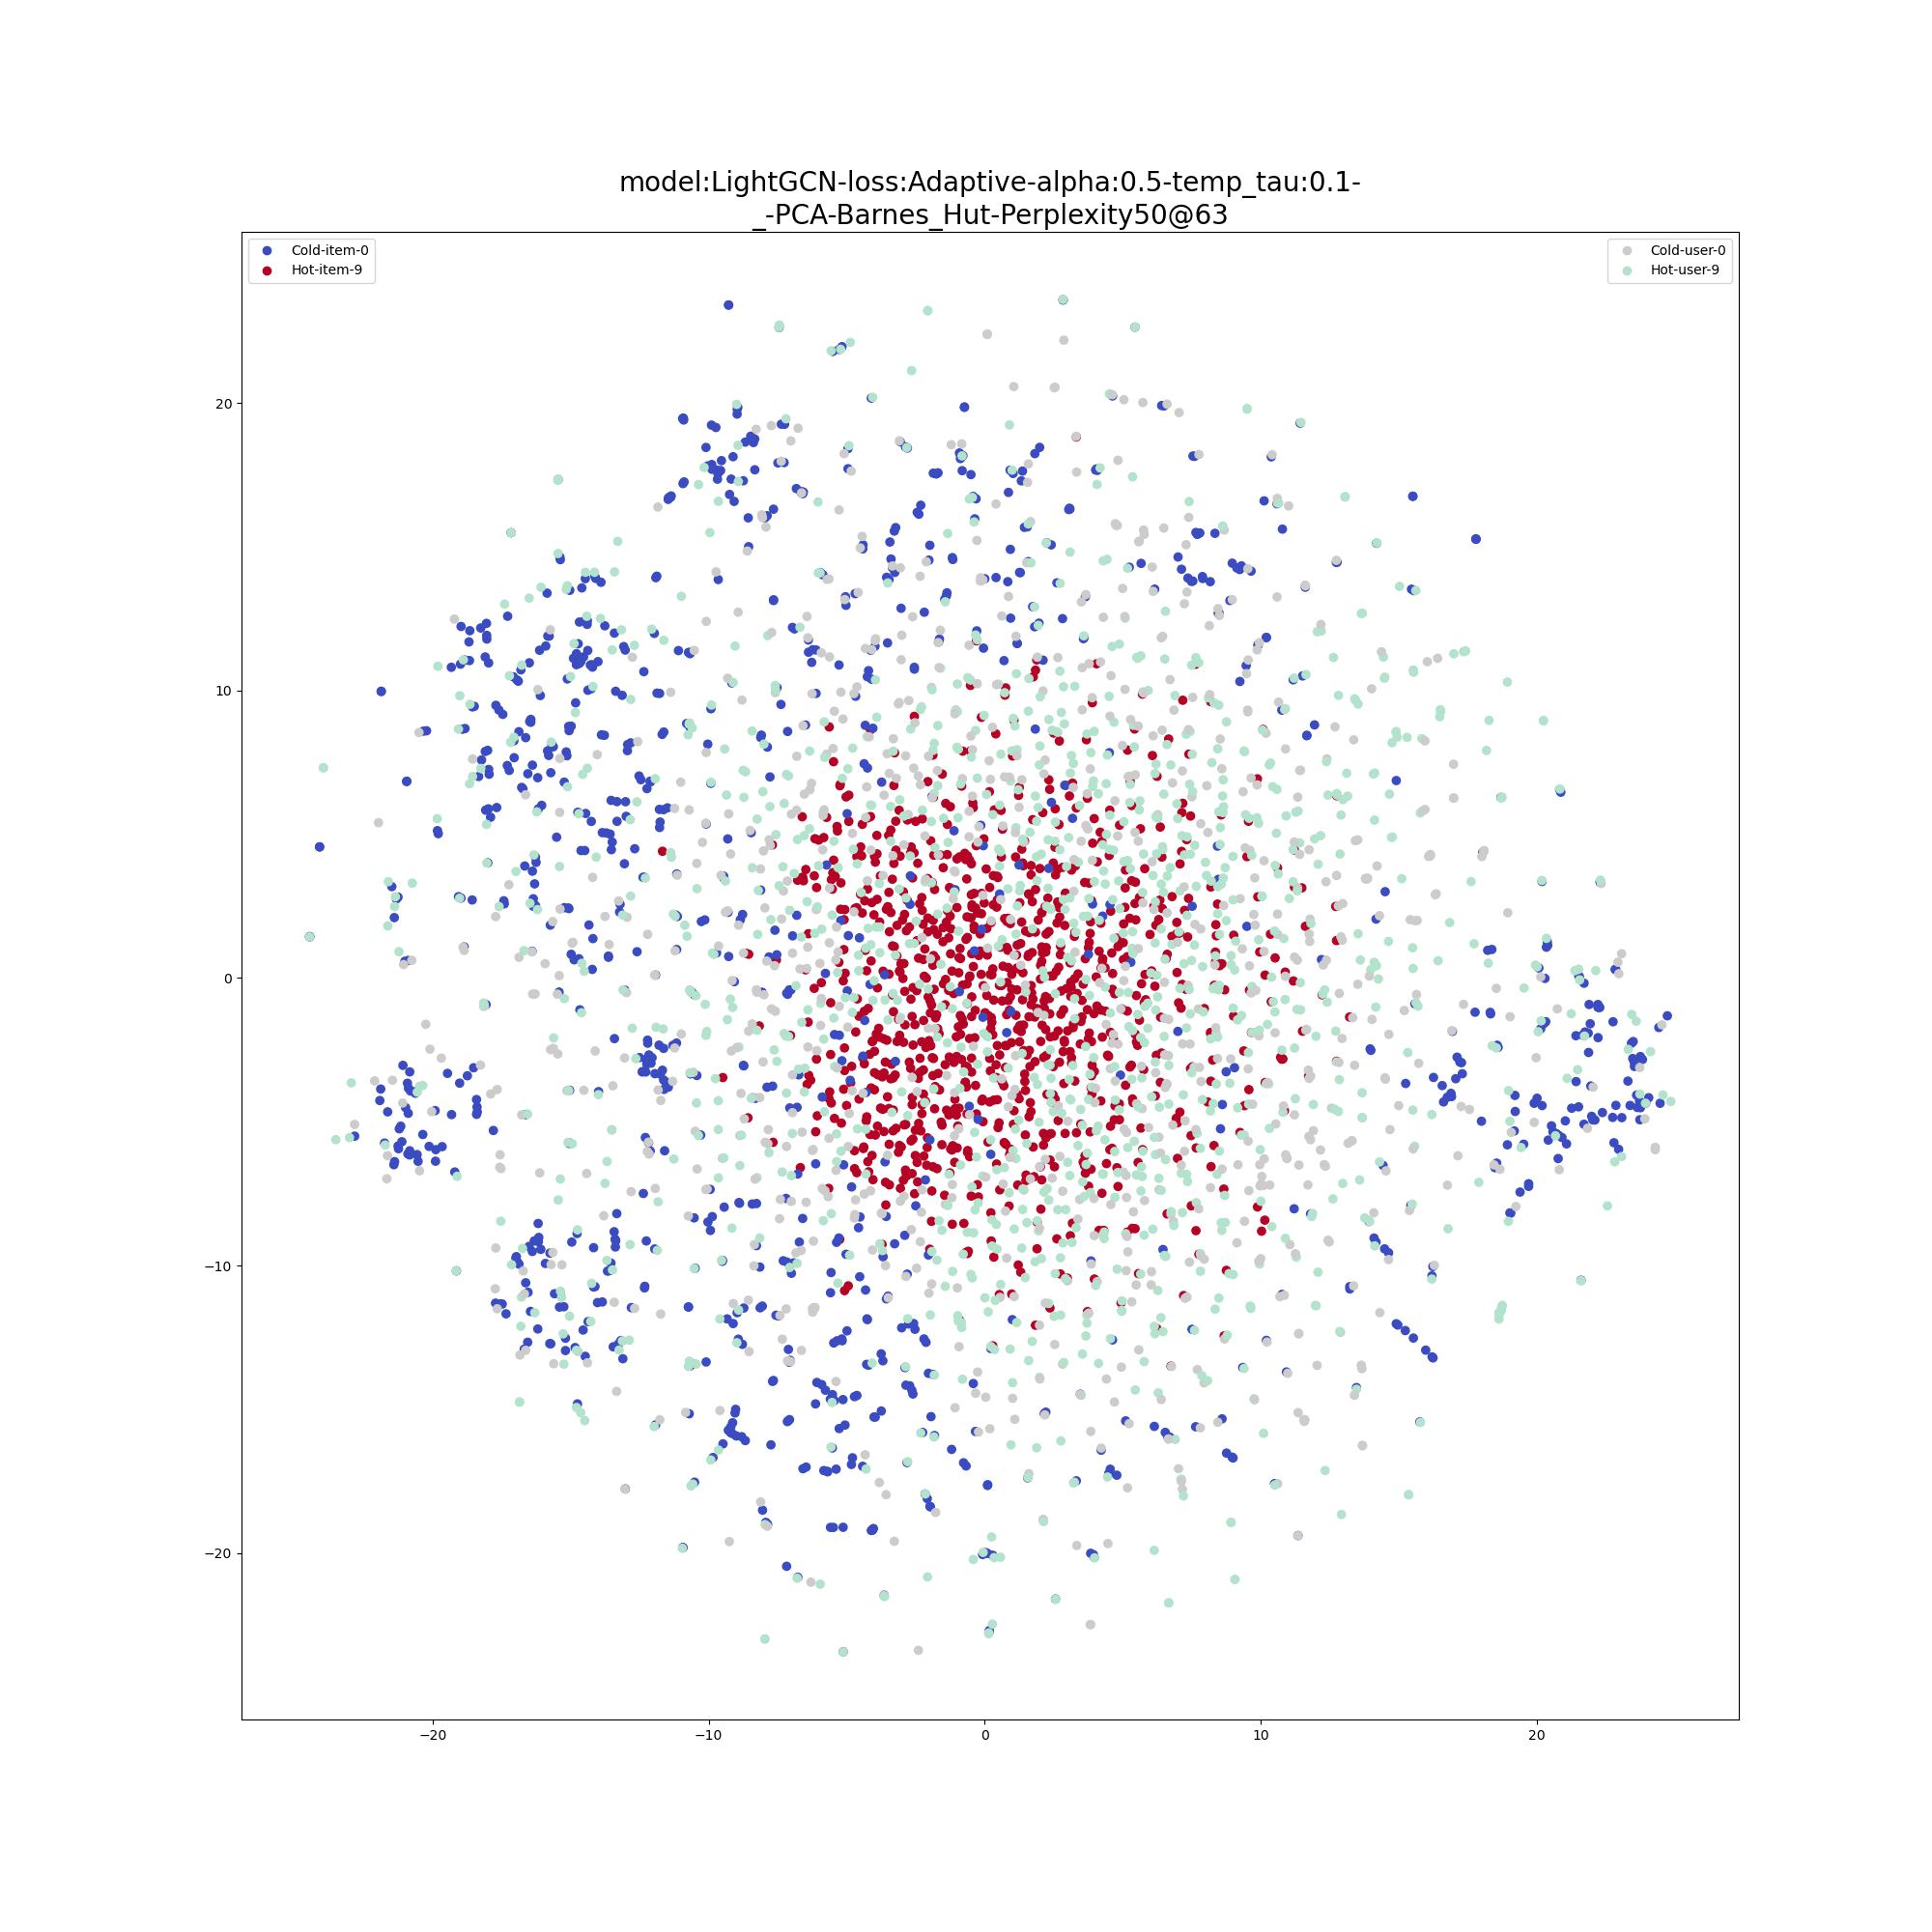 model:LightGCN-loss:Adaptive-alpha:0.5-temp_tau:0.1-
_-PCA-Barnes_Hut-Perplexity50@63
Cold-item-0
Hot-item-9
Cold-user-0
Hot-user-9
20
10
0
−10
−20
−20
−10
0
10
20